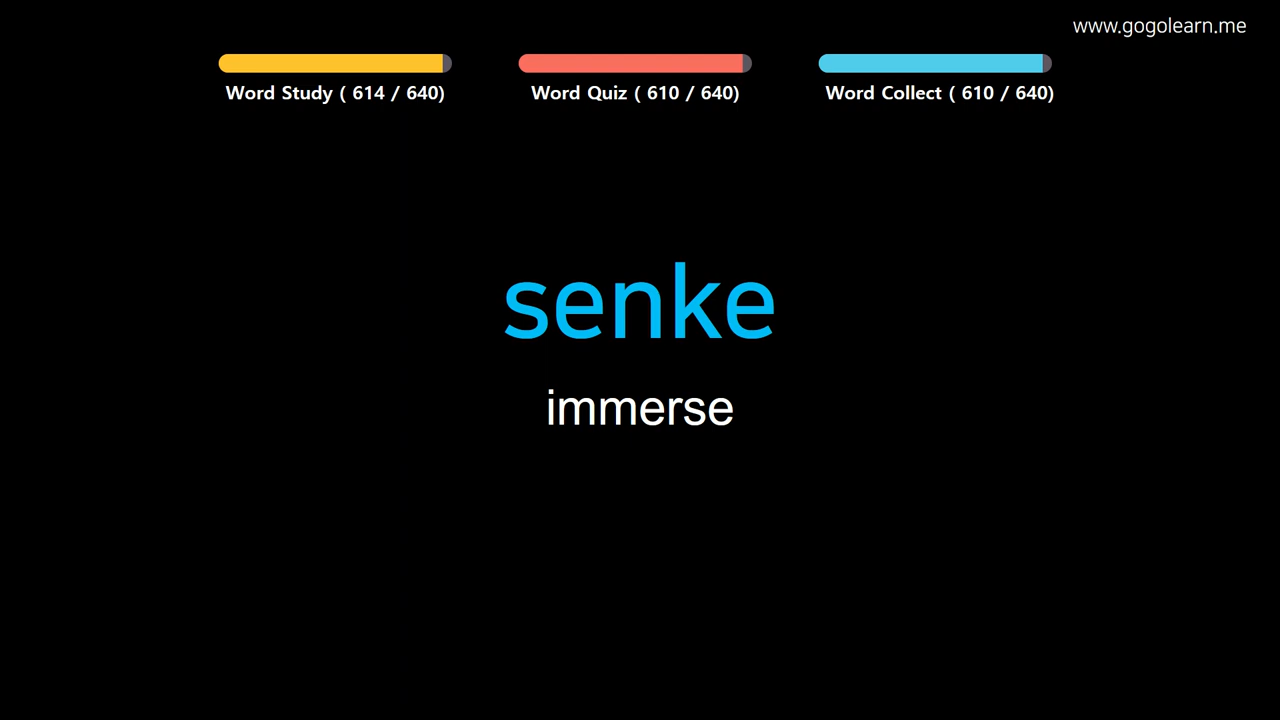 www.gogolearn.me
Word Study ( 614 / 640)
Word Quiz ( 610 / 640)
Word Collect ( 610 / 640)
senke
immerse